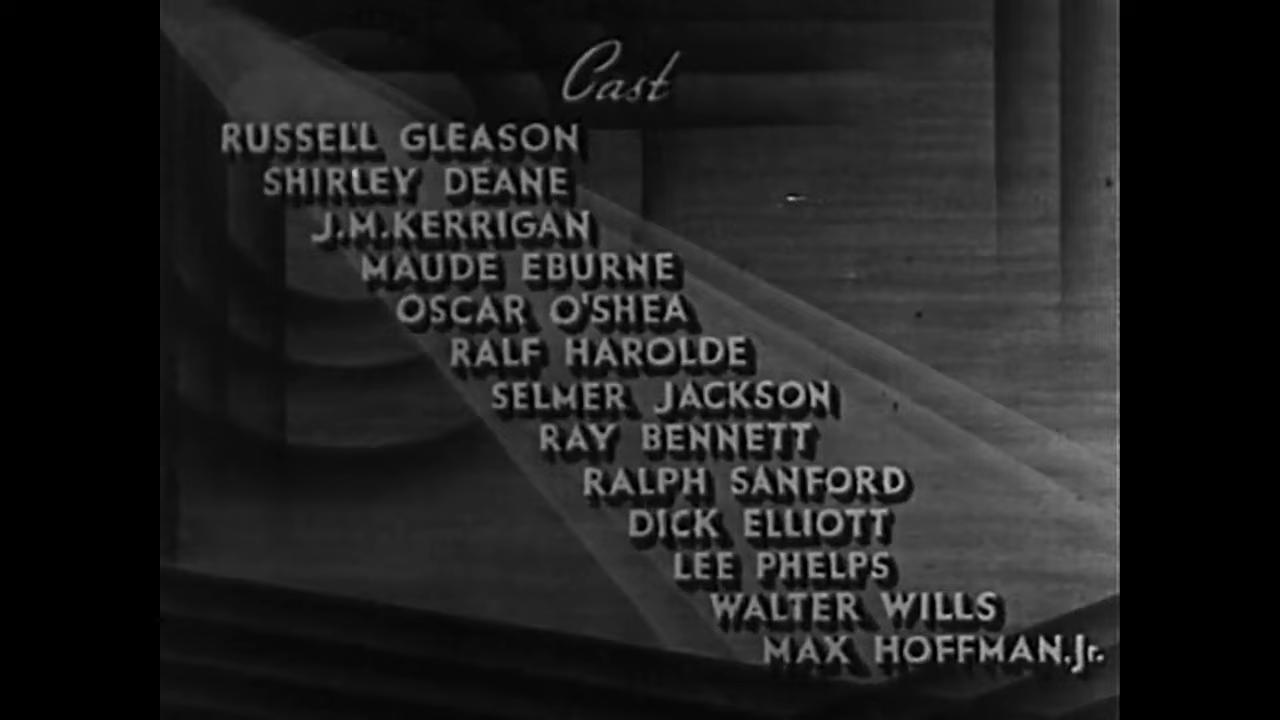 Cast
RUSSELL GLEASON
SHIRLEY DEANE
J.M.KERRIGAN
MAUDE EBURNE
OSCAR O'SHEA
RALF HAROLDE
SELMER JACKSON
RAY BENNETT
RALPH SANFORD
DICK ELLIOTT
LEE PHELPS
WALTER WILLS
MAX HOFFMAN.Jr.